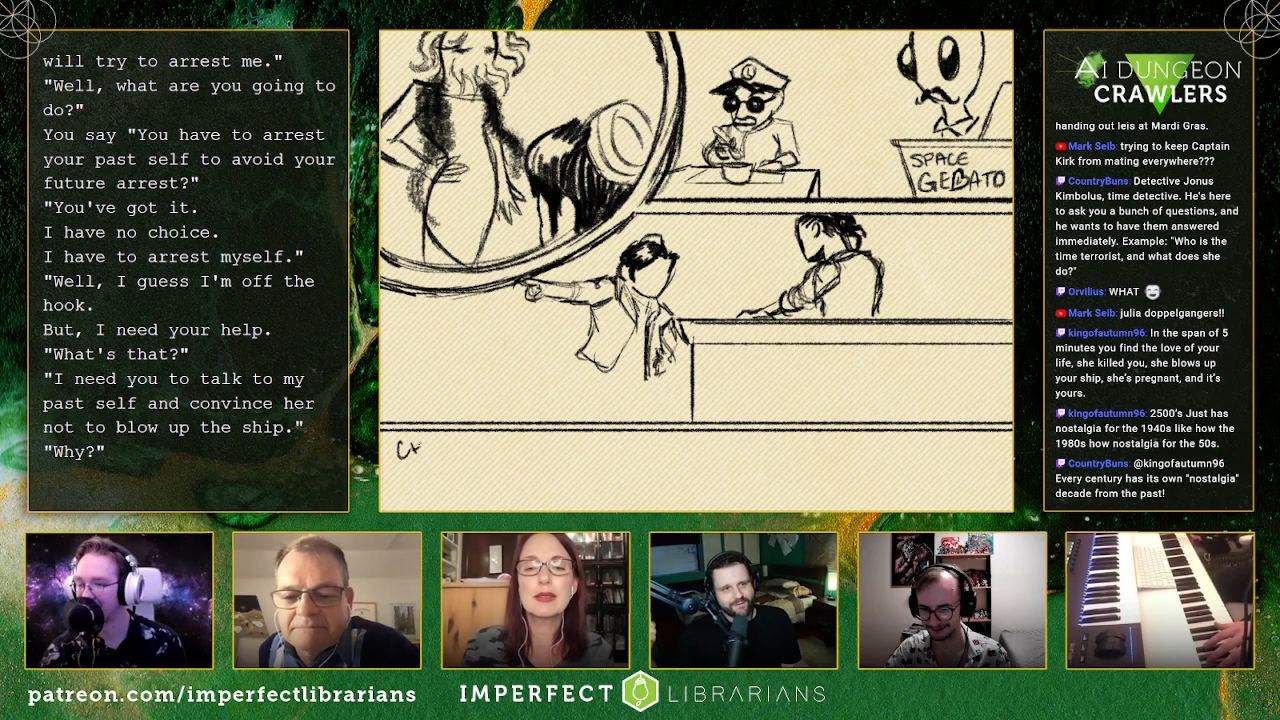 will try to arrest me."
"Well, what are you going to
do?"
You say "You have to arrest
your past self to avoid your
future arrest?"
"You've got it.
I have no choice.
I have to arrest myself."
"Well, I guess I'm off the
hook.
But, I need your help.
"What's that?"
"I need you to talk to my
past self and convince her
not to blow up the ship."
"Why?"
SPACE
GEBATO
AI DUNGEON
CRAWLERS
handing out leis at Mardi Gras.
Mark Seib: trying to keep Captain
Kirk from mating everywhere???
CountryBuns: Detective Jonus
Kimbolus, time detective. He's here
to ask you a bunch of questions, and
he wants to have them answered
immediately. Example: "Who is the
time terrorist, and what does she
do?"
Orvilius: WHAT
Mark Seib: julia doppelgangers!!
kingofautumn96: In the span of 5
minutes you find the love of your
life, she killed you, she blows up
your ship, she's pregnant, and it's
yours.
kingofautumn96: 2500's Just has
nostalgia for the 1940s like how the
1980s how nostalgia for the 50s.
CountryBuns: @kingofautumn96
Every century has its own "nostalgia"
decade from the past!
patreon.com/imperfectlibrarians
IMPERFECT LIBRARIANS